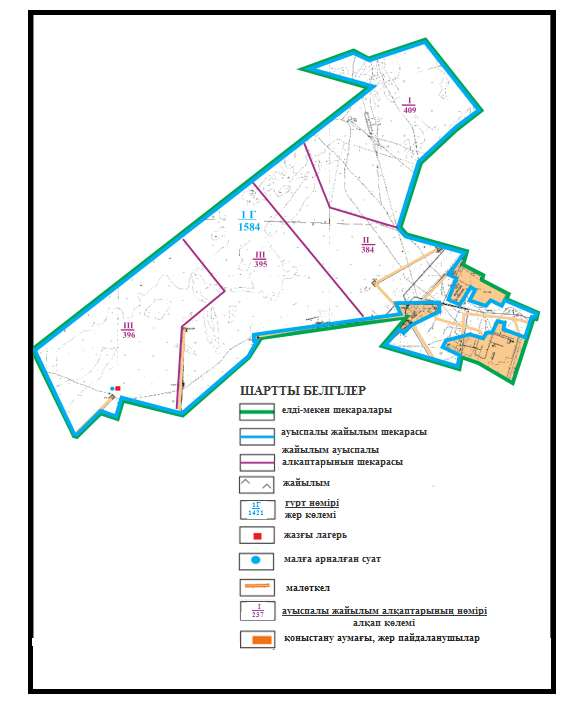 I
409
I Г
1584
II
384
III
395
III
396
ШАРТТЫ БЕЛГІЛЕР
елді-мекен шекаралары
ауыспалы жайылым шекарасы
жайылым ауыспалы
алқаптарының шекарасы
жайылым
1Г
1421
гурт нөмірі
жер көлемі
жазғы лагерь
малға арналған суат
малөткел
I
257
ауыспалы жайылым алқаптарының нөмірі
алқап көлемі
қоныстану аумағы, жер пайдаланушылар